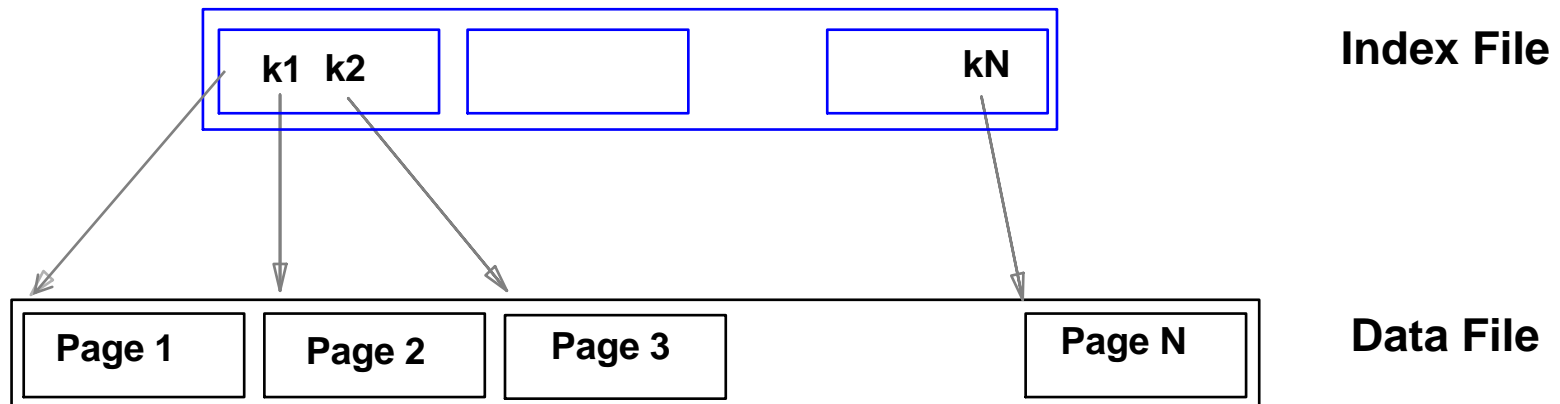 k1 k2 kN Index File
Page 1 Page 2 Page 3 Page N Data File